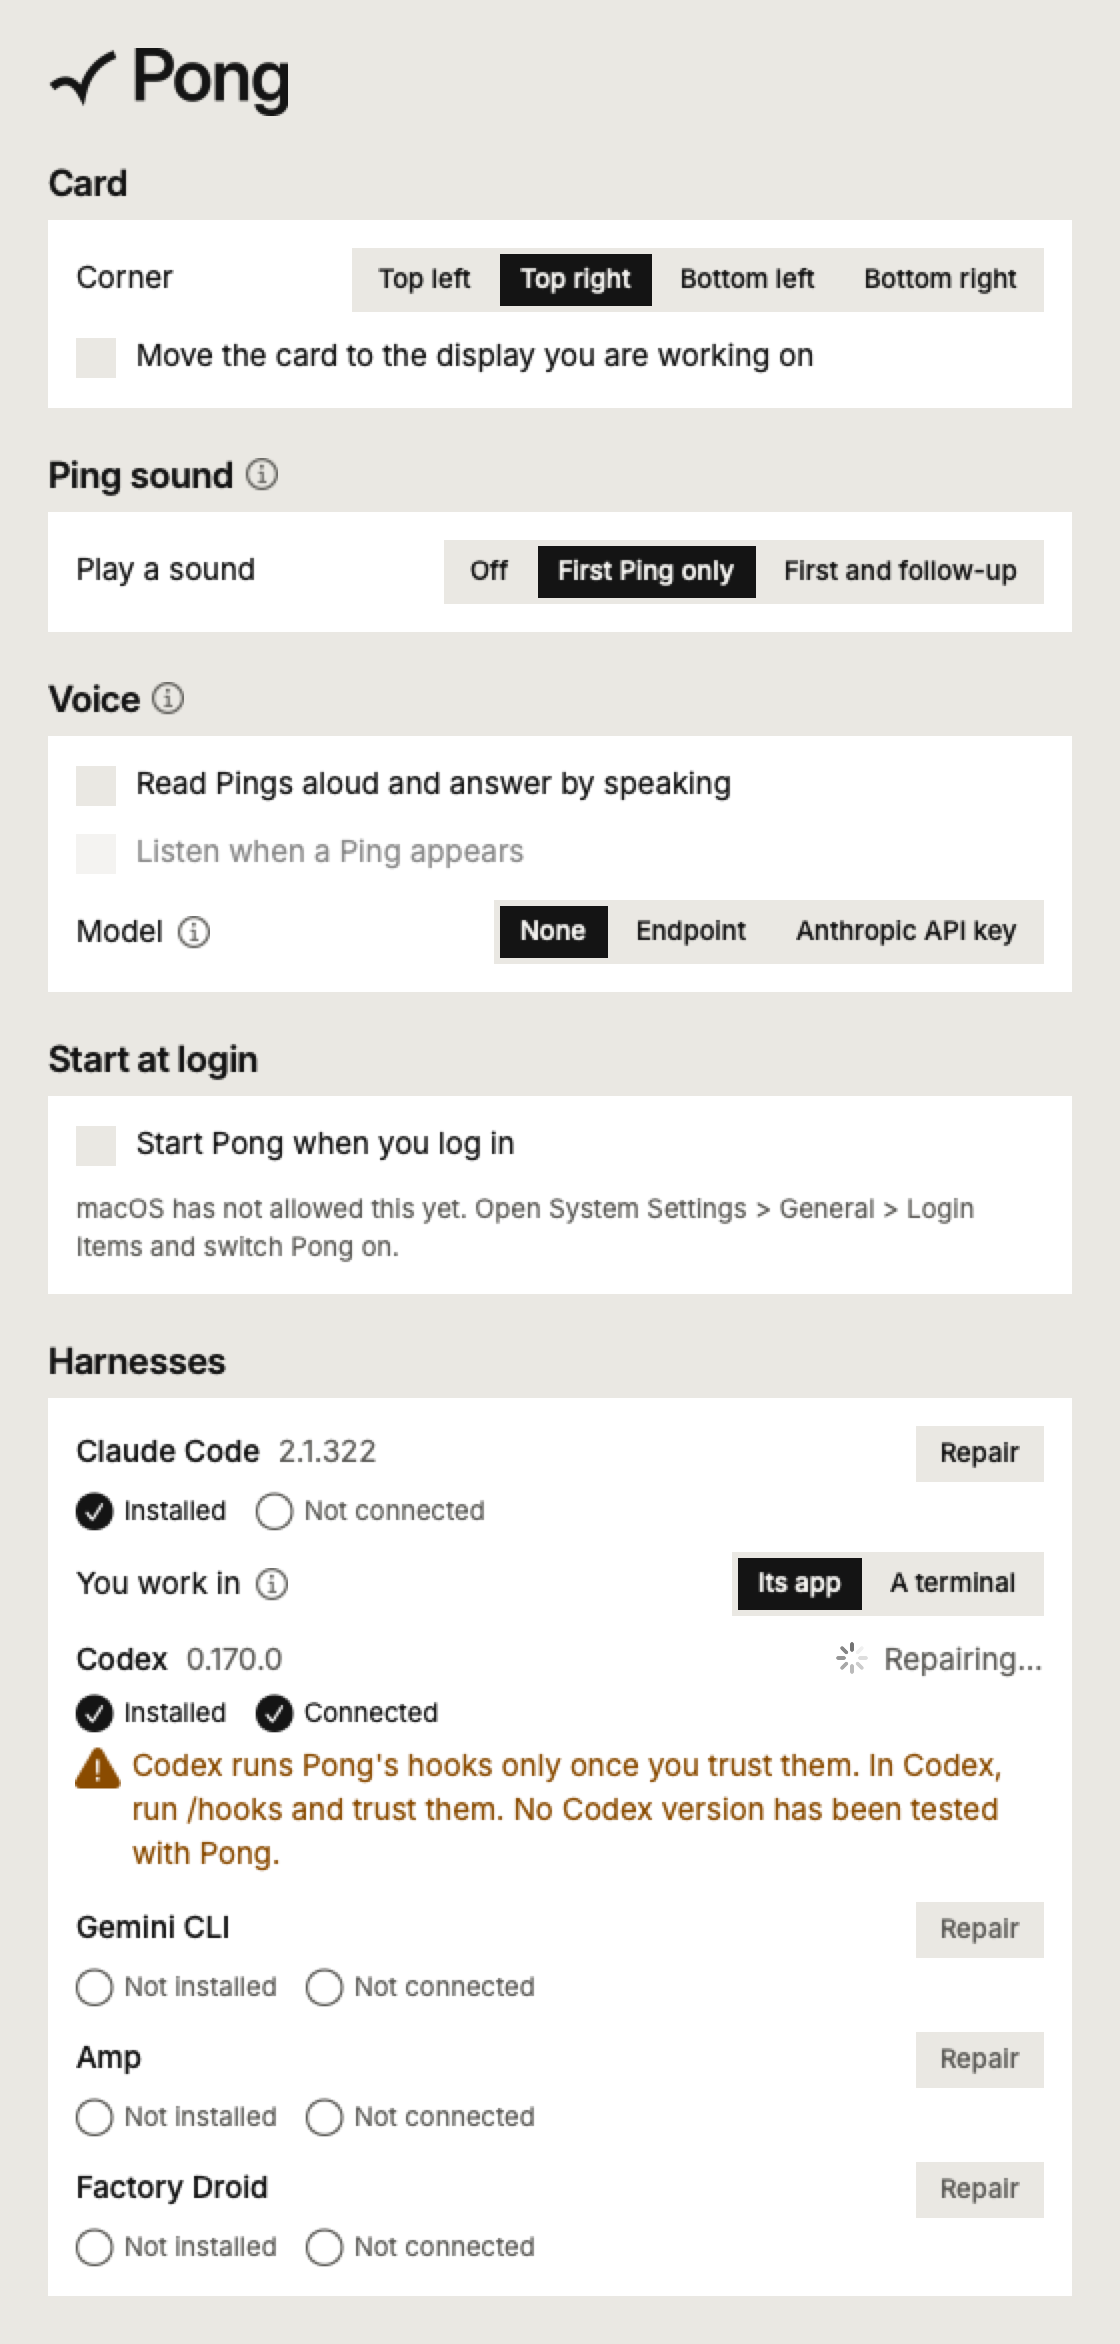 Pong
Card
Corner
Top left
Top right
Bottom left
Bottom right
Move the card to the display you are working on
Ping sound
Play a sound
Off
First Ping only
First and follow-up
Voice
Read Pings aloud and answer by speaking
Listen when a Ping appears
Model
None
Endpoint
Anthropic API key
Start at login
Start Pong when you log in
macOS has not allowed this yet. Open System Settings > General > Login
Items and switch Pong on.
Harnesses
Claude Code 2.1.322
Repair
Installed
Not connected
You work in
Its app
A terminal
Codex 0.170.0
Repairing...
Installed
Connected
Codex runs Pong's hooks only once you trust them. In Codex,
run /hooks and trust them. No Codex version has been tested
with Pong.
Gemini CLI
Repair
Not installed
Not connected
Amp
Repair
Not installed
Not connected
Factory Droid
Repair
Not installed
Not connected